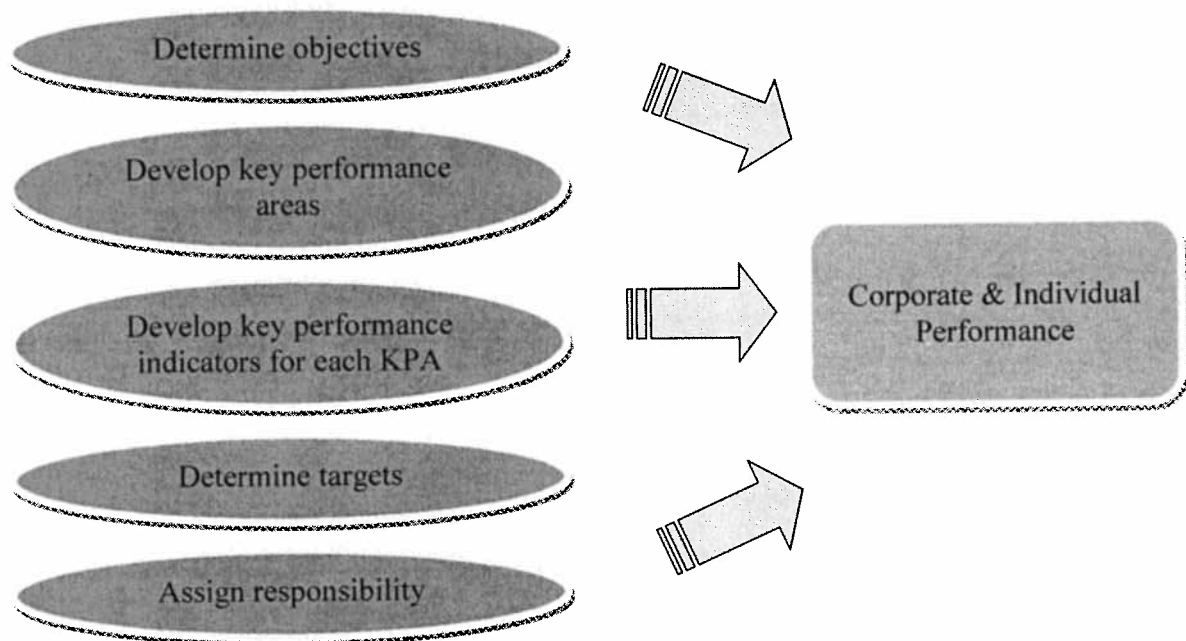 Determine objectives
Develop key performance
areas
Develop key performance
indicators for each KPA
Determine targets
Assign responsibility
Corporate & Individual
Performance